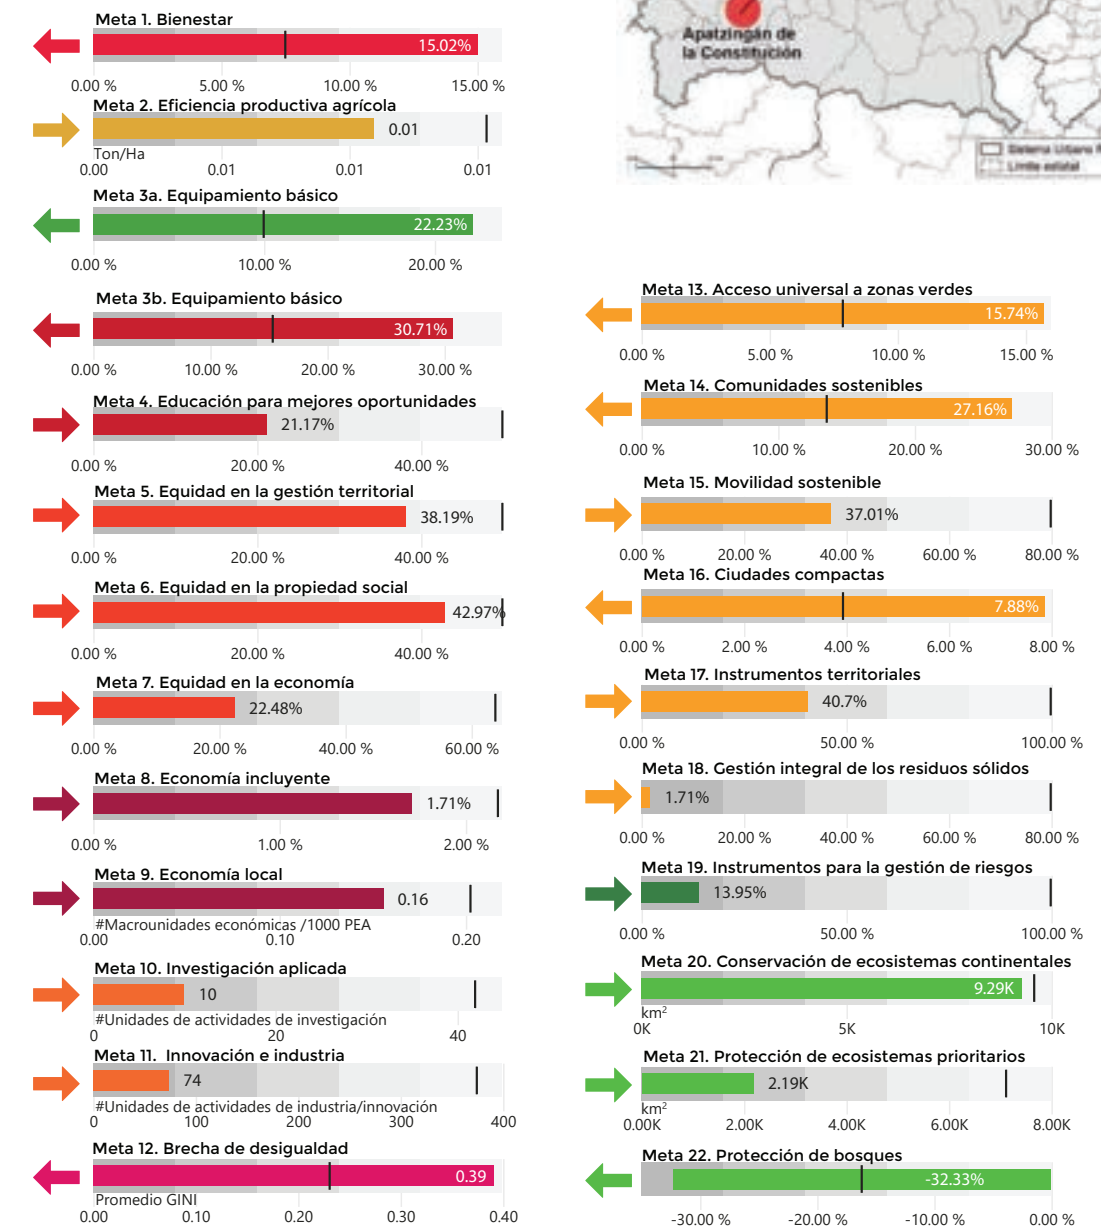 Meta 1. Bienestar
15.02%
0.00 % 5.00 % 10.00 % 15.00 %
Meta 2. Eficiencia productiva agrícola
0.01
Ton/Ha
0.00 0.01 0.01 0.01
Meta 3a. Equipamiento básico
22.23%
0.00 % 10.00 % 20.00 %
Meta 3b. Equipamiento básico
30.71%
0.00 % 10.00 % 20.00 % 30.00 %
Meta 4. Educación para mejores oportunidades
21.17%
0.00 % 20.00 % 40.00 %
Meta 5. Equidad en la gestión territorial
38.19%
0.00 % 20.00 % 40.00 %
Meta 6. Equidad en la propiedad social
42.97%
0.00 % 20.00 % 40.00 %
Meta 7. Equidad en la economía
22.48%
0.00 % 20.00 % 40.00 % 60.00 %
Meta 8. Economía incluyente
1.71%
0.00 % 1.00 % 2.00 %
Meta 9. Economía local
0.16
#Macrounidades económicas /1000 PEA
0.00 0.10 0.20
Meta 10. Investigación aplicada
10
#Unidades de actividades de investigación
0 20 40
Meta 11. Innovación e industria
74
#Unidades de actividades de industria/innovación
0 100 200 300 400
Meta 12. Brecha de desigualdad
0.39
Promedio GINI
0.00 0.10 0.20 0.30 0.40
Apatzingán de
la Constitución
Sistema Urbano
Límite estatal
Meta 13. Acceso universal a zonas verdes
15.74%
0.00 % 5.00 % 10.00 % 15.00 %
Meta 14. Comunidades sostenibles
27.16%
0.00 % 10.00 % 20.00 % 30.00 %
Meta 15. Movilidad sostenible
37.01%
0.00 % 20.00 % 40.00 % 60.00 % 80.00 %
Meta 16. Ciudades compactas
7.88%
0.00 % 2.00 % 4.00 % 6.00 % 8.00 %
Meta 17. Instrumentos territoriales
40.7%
0.00 % 50.00 % 100.00 %
Meta 18. Gestión integral de los residuos sólidos
1.71%
0.00 % 20.00 % 40.00 % 60.00 % 80.00 %
Meta 19. Instrumentos para la gestión de riesgos
13.95%
0.00 % 50.00 % 100.00 %
Meta 20. Conservación de ecosistemas continentales
9.29K
km²
0K 5K 10K
Meta 21. Protección de ecosistemas prioritarios
2.19K
km²
0.00K 2.00K 4.00K 6.00K 8.00K
Meta 22. Protección de bosques
-32.33%
-30.00 % -20.00 % -10.00 % 0.00 %